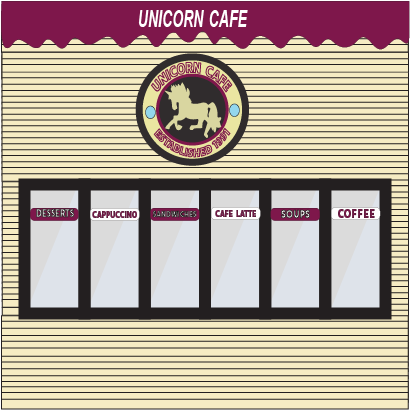 UNICORN CAFE
UNICORN CAFE
ESTABLISHED 1991
DESSERTS
CAPPUCCINO
SANDWICHES
CAFE LATTE
SOUPS
COFFEE